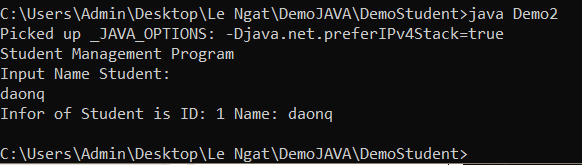 C:\Users\Admin\Desktop\Le Ngat\DemoJAVA\DemoStudent>java Demo2
Picked up _JAVA_OPTIONS: -Djava.net.preferIPv4Stack=true
Student Management Program
Input Name Student:
daonq
Infor of Student is ID: 1 Name: daonq
C:\Users\Admin\Desktop\Le Ngat\DemoJAVA\DemoStudent>